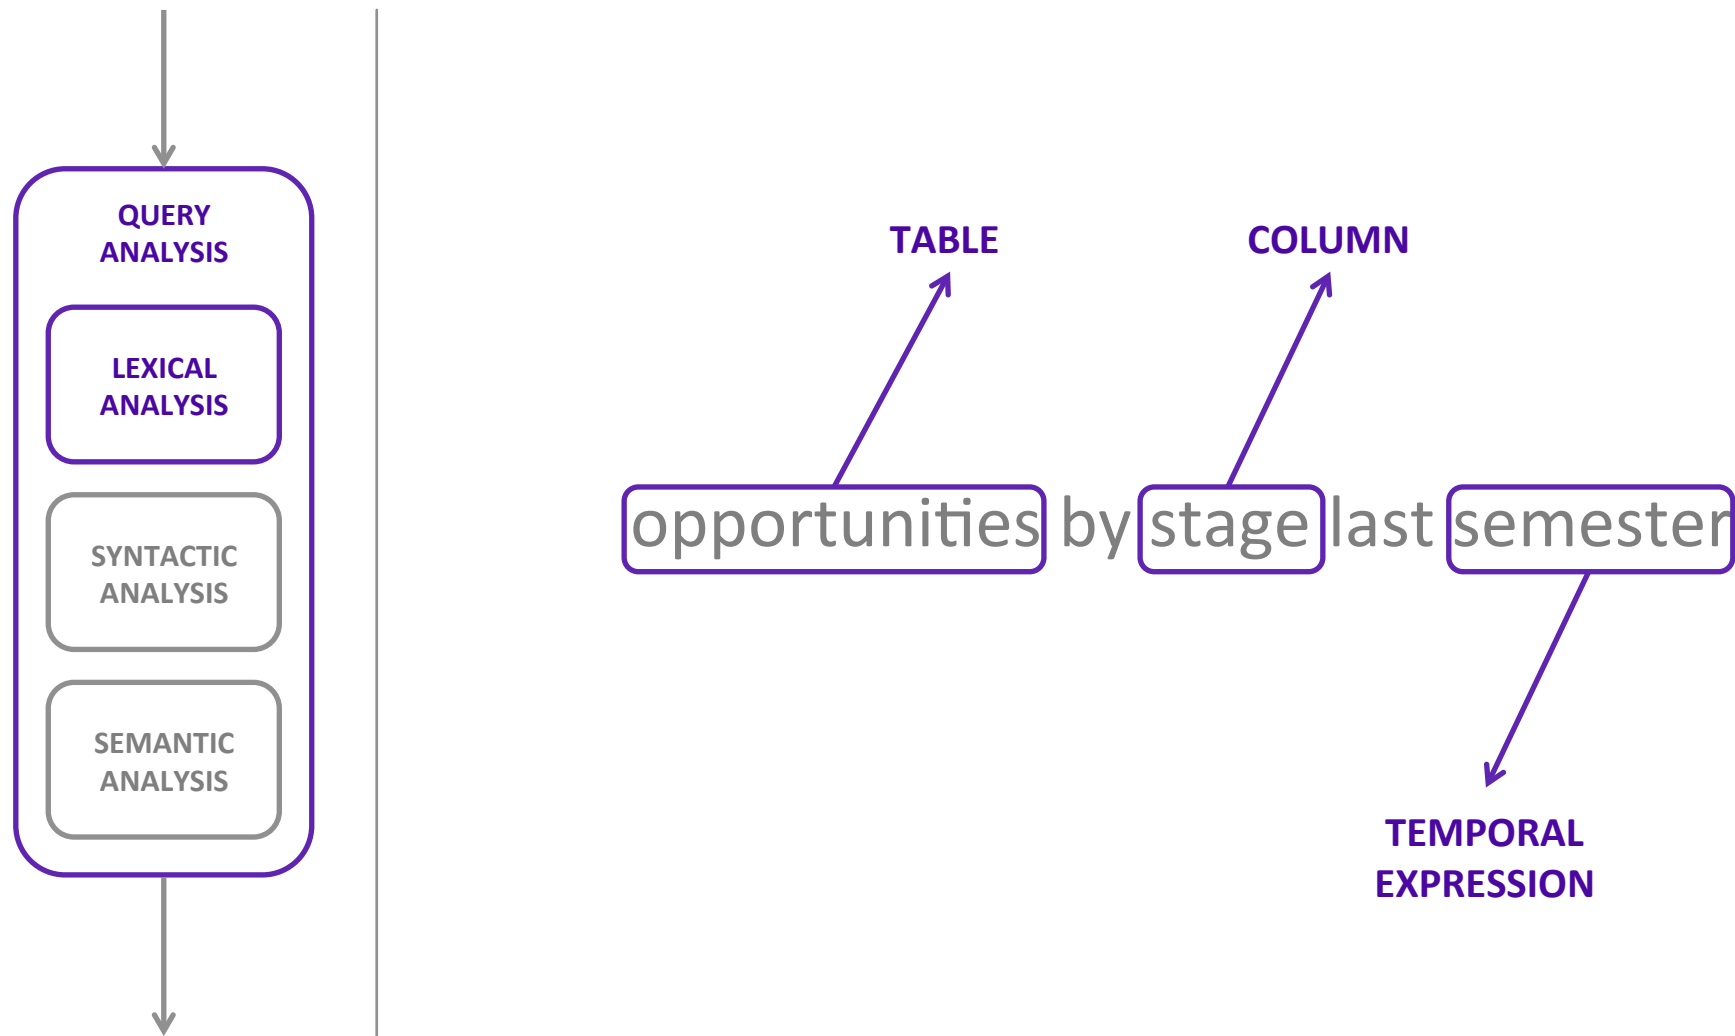 QUERY
ANALYSIS
LEXICAL
ANALYSIS
SYNTACTIC
ANALYSIS
SEMANTIC
ANALYSIS
TABLE
COLUMN
opportunities by stage last semester
TEMPORAL
EXPRESSION